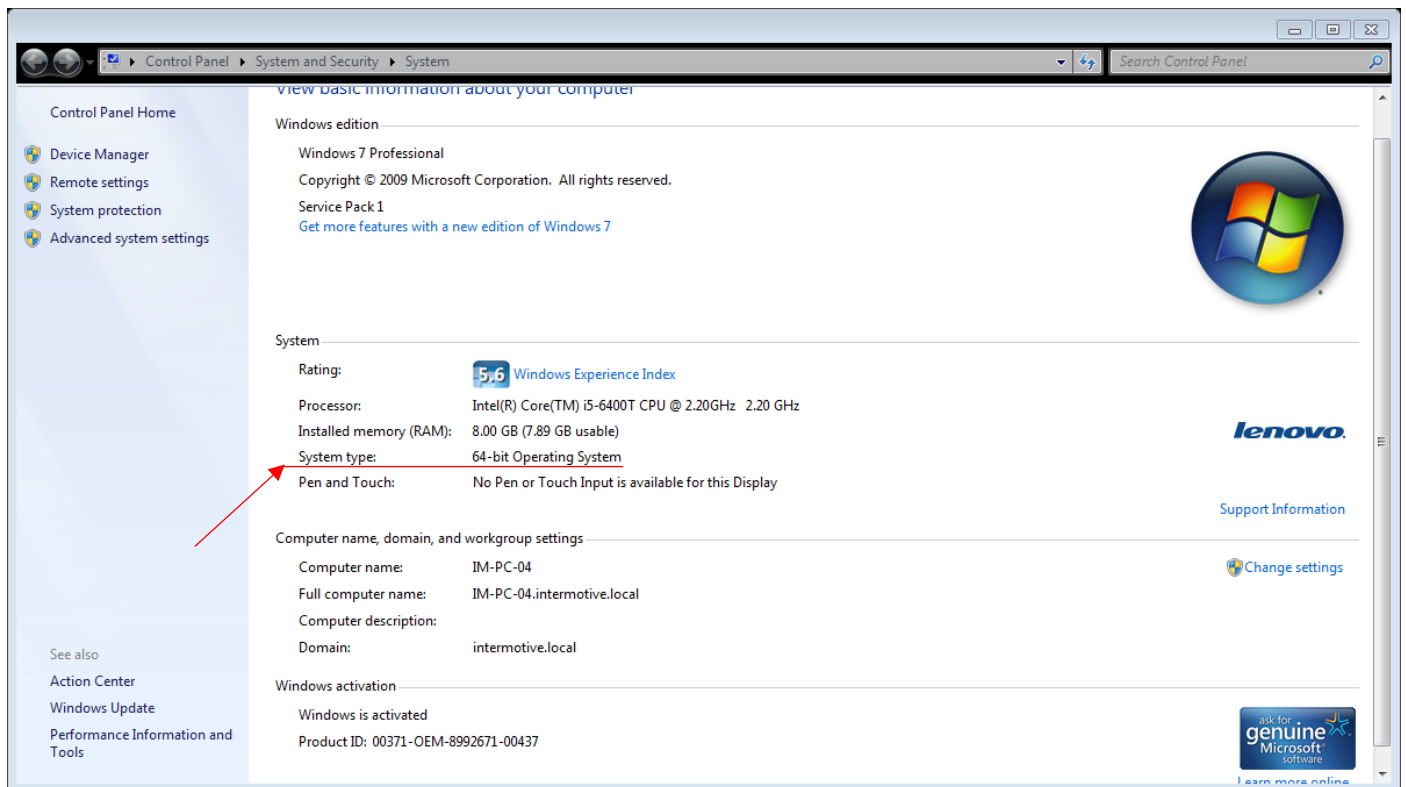 Control Panel ▸ System and Security ▸ System
Search Control Panel
Control Panel Home
Device Manager
Remote settings
System protection
Advanced system settings
See also
Action Center
Windows Update
Performance Information and
Tools
View basic information about your computer
Windows edition
Windows 7 Professional
Copyright © 2009 Microsoft Corporation. All rights reserved.
Service Pack 1
Get more features with a new edition of Windows 7
System
Rating: 5,6 Windows Experience Index
Processor: Intel(R) Core(TM) i5-6400T CPU @ 2.20GHz 2.20 GHz
Installed memory (RAM): 8.00 GB (7.89 GB usable)
System type: 64-bit Operating System
Pen and Touch: No Pen or Touch Input is available for this Display
lenovo.
Support Information
Computer name, domain, and workgroup settings
Computer name: IM-PC-04
Change settings
Full computer name: IM-PC-04.intermotive.local
Computer description:
Domain: intermotive.local
Windows activation
Windows is activated
Product ID: 00371-OEM-8992671-00437
ask for
genuine
Microsoft
software
Learn more online